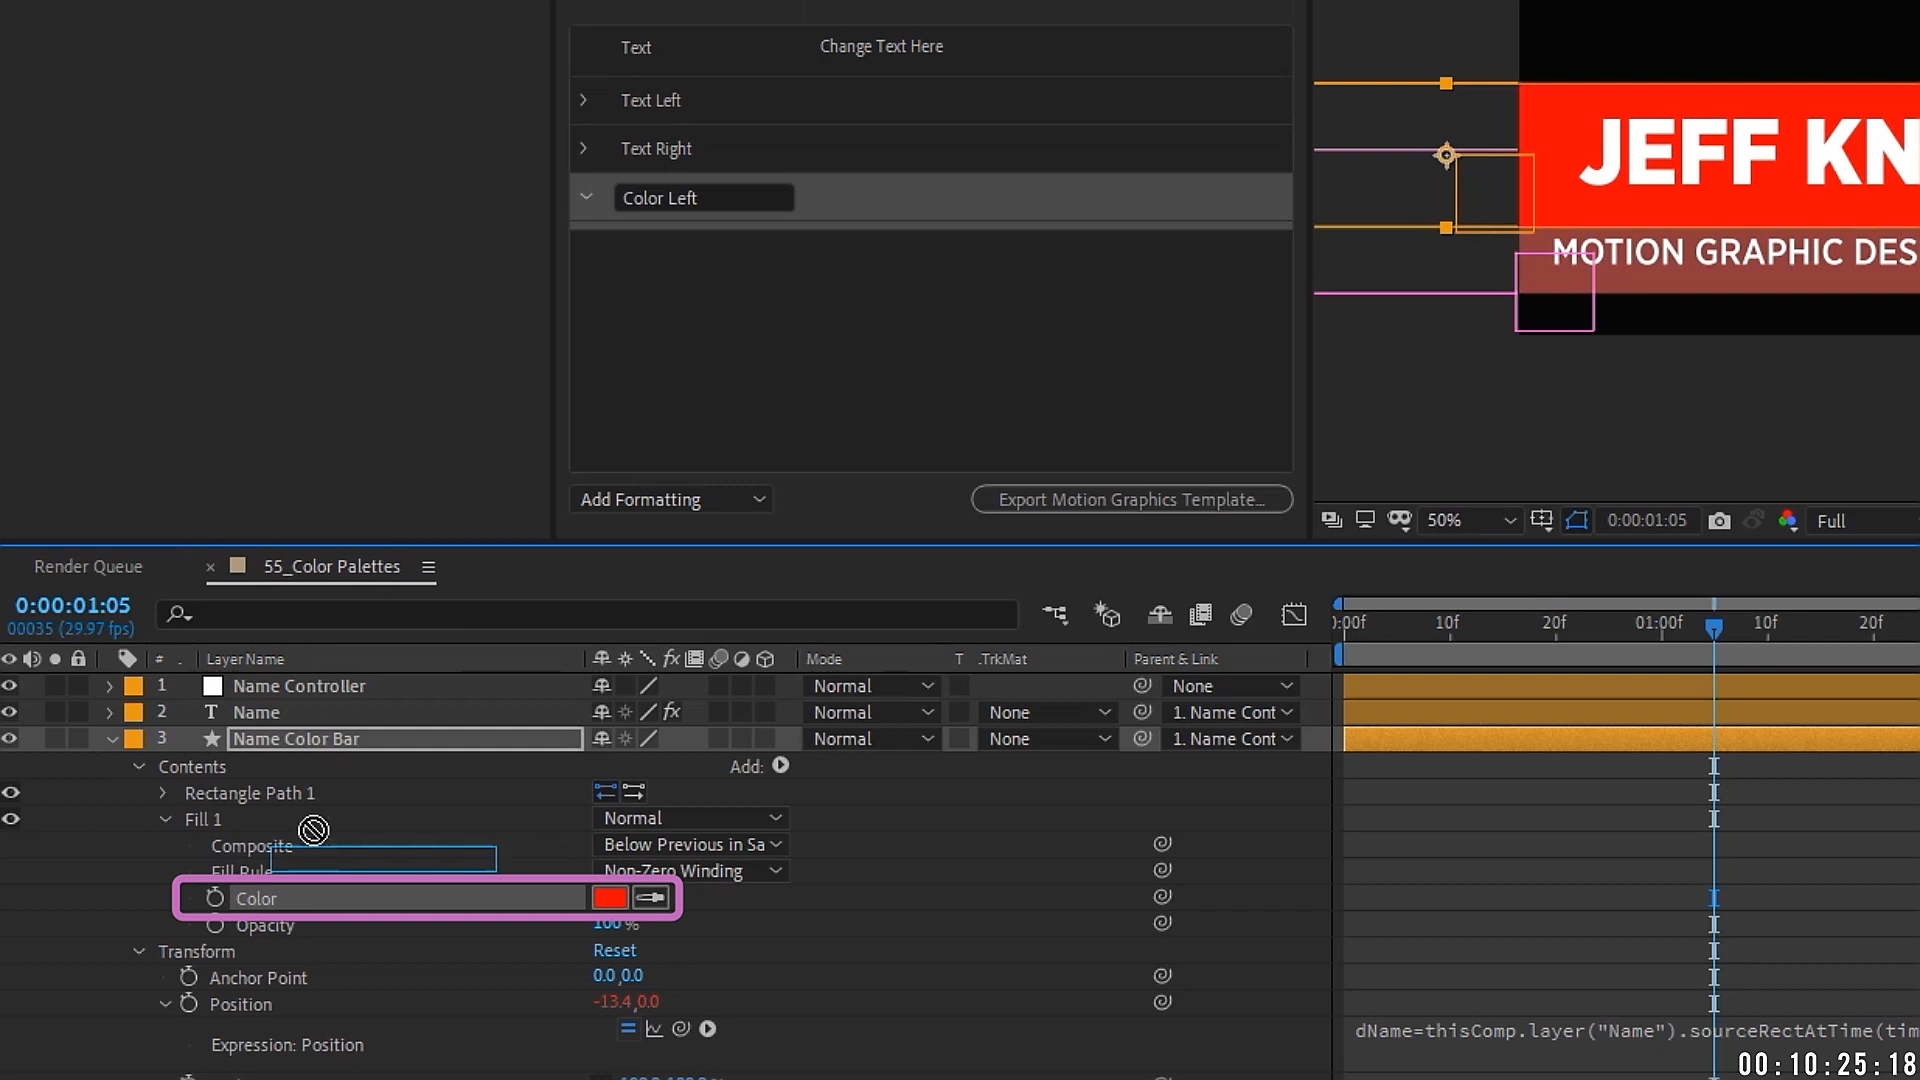 Text Change Text Here
Text Left
Text Right
Color Left
JEFF KN
MOTION GRAPHIC DES
Add Formatting
Export Motion Graphics Template...
50%
0:00:01:05
Full
Render Queue
55_Color Palettes
0:00:01:05
00035 (29.97 fps)
):00f 10f 20f 01:00f 10f 20f
# . Layer Name fx Mode T .TrkMat Parent & Link
1 Name Controller Normal None
2 T Name fx Normal None 1. Name Cont
3 Name Color Bar Normal None 1. Name Cont
Contents Add:
Rectangle Path 1
Fill 1 Normal
Composite Below Previous in Sa
Fill Rule Non-Zero Winding
Color
Opacity 100 %
Transform Reset
Anchor Point 0.0,0.0
Position -13.4,0.0
Expression: Position
dName=thisComp.layer("Name").sourceRectAtTime(tim
00:10:25:18